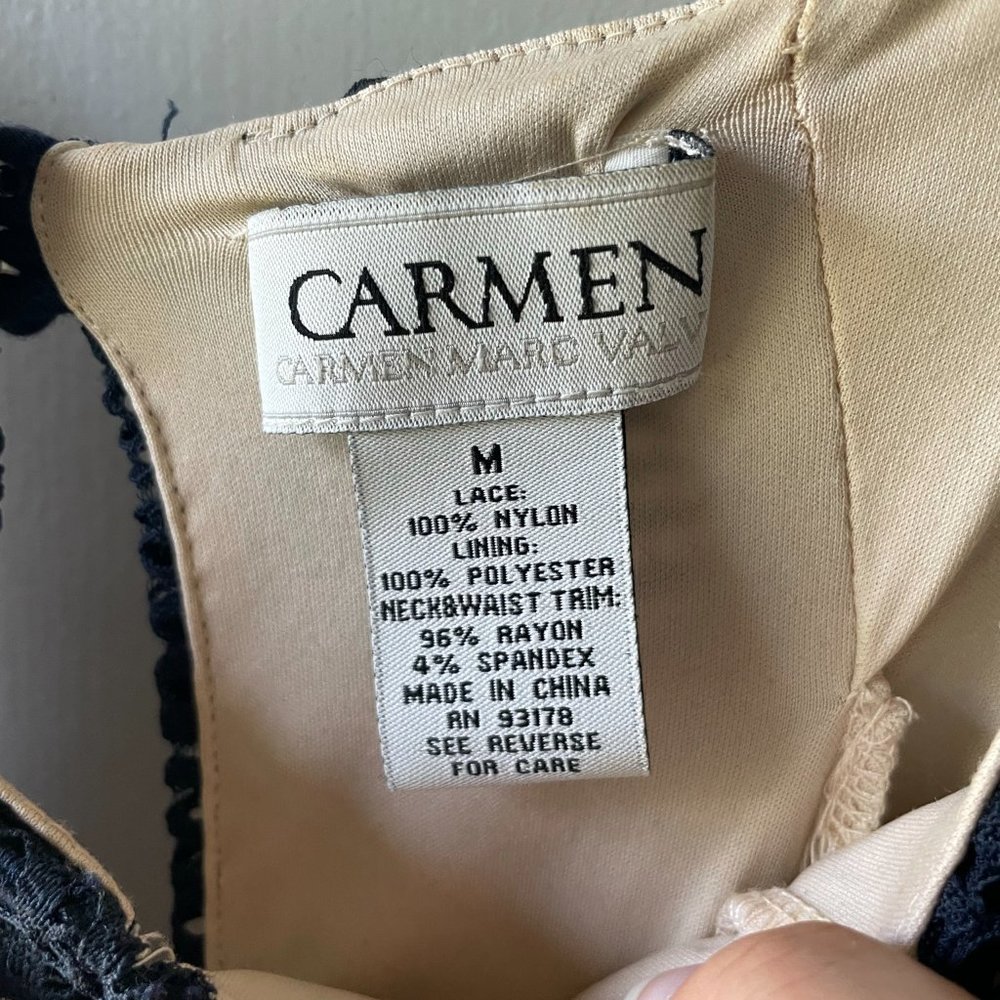 CARMEN
CARMEN MARC VALV
M
LACE:
100% NYLON
LINING:
100% POLYESTER
NECK&WAIST TRIM:
96% RAYON
4% SPANDEX
MADE IN CHINA
RN 93178
SEE REVERSE
FOR CARE